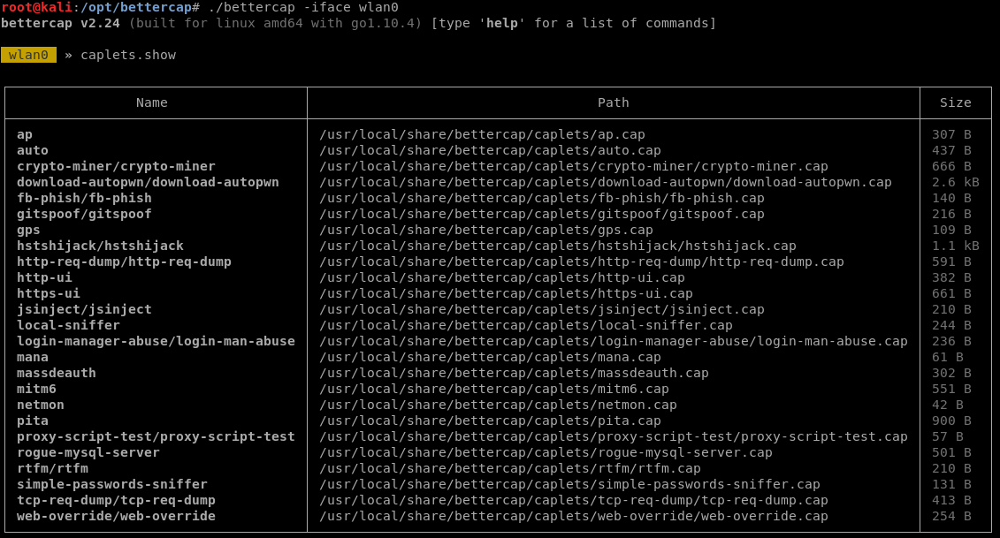 root@kali:/opt/bettercap# ./bettercap -iface wlan0
bettercap v2.24 (built for linux amd64 with go1.10.4) [type 'help' for a list of commands]
wlan0 » caplets.show
Name Path Size
ap /usr/local/share/bettercap/caplets/ap.cap 307 B
auto /usr/local/share/bettercap/caplets/auto.cap 437 B
crypto-miner/crypto-miner /usr/local/share/bettercap/caplets/crypto-miner/crypto-miner.cap 666 B
download-autopwn/download-autopwn /usr/local/share/bettercap/caplets/download-autopwn/download-autopwn.cap 2.6 kB
fb-phish/fb-phish /usr/local/share/bettercap/caplets/fb-phish/fb-phish.cap 140 B
gitspoof/gitspoof /usr/local/share/bettercap/caplets/gitspoof/gitspoof.cap 216 B
gps /usr/local/share/bettercap/caplets/gps.cap 109 B
hstshijack/hstshijack /usr/local/share/bettercap/caplets/hstshijack/hstshijack.cap 1.1 kB
http-req-dump/http-req-dump /usr/local/share/bettercap/caplets/http-req-dump/http-req-dump.cap 591 B
http-ui /usr/local/share/bettercap/caplets/http-ui.cap 382 B
https-ui /usr/local/share/bettercap/caplets/https-ui.cap 661 B
jsinject/jsinject /usr/local/share/bettercap/caplets/jsinject/jsinject.cap 210 B
local-sniffer /usr/local/share/bettercap/caplets/local-sniffer.cap 244 B
login-manager-abuse/login-man-abuse /usr/local/share/bettercap/caplets/login-manager-abuse/login-man-abuse.cap 236 B
mana /usr/local/share/bettercap/caplets/mana.cap 61 B
massdeauth /usr/local/share/bettercap/caplets/massdeauth.cap 302 B
mitm6 /usr/local/share/bettercap/caplets/mitm6.cap 551 B
netmon /usr/local/share/bettercap/caplets/netmon.cap 42 B
pita /usr/local/share/bettercap/caplets/pita.cap 900 B
proxy-script-test/proxy-script-test /usr/local/share/bettercap/caplets/proxy-script-test/proxy-script-test.cap 57 B
rogue-mysql-server /usr/local/share/bettercap/caplets/rogue-mysql-server.cap 501 B
rtfm/rtfm /usr/local/share/bettercap/caplets/rtfm/rtfm.cap 210 B
simple-passwords-sniffer /usr/local/share/bettercap/caplets/simple-passwords-sniffer.cap 131 B
tcp-req-dump/tcp-req-dump /usr/local/share/bettercap/caplets/tcp-req-dump/tcp-req-dump.cap 413 B
web-override/web-override /usr/local/share/bettercap/caplets/web-override/web-override.cap 254 B